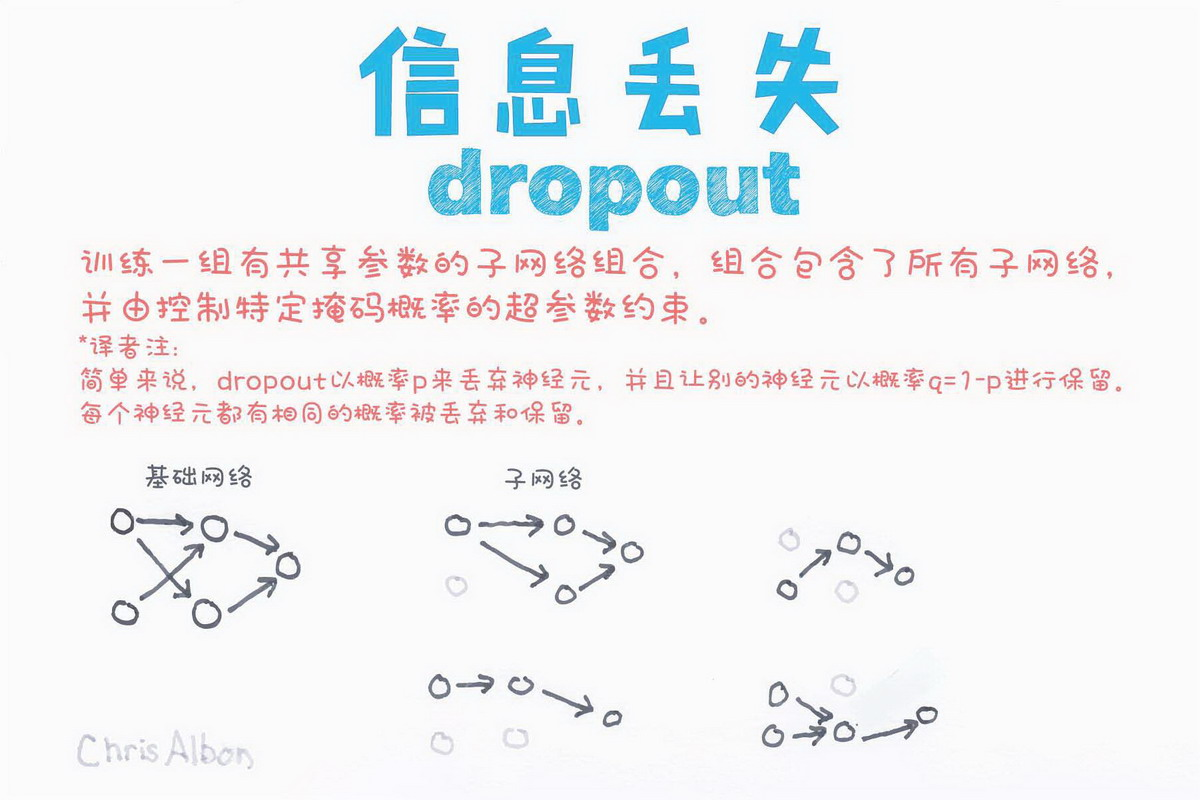 信息丢失
dropout
训练一组有共享参数的子网络组合，组合包含了所有子网络，
并由控制特定掩码概率的超参数约束。
*译者注：
简单来说，dropout以概率p来丢弃神经元，并且让别的神经元以概率q=1-p进行保留。
每个神经元都有相同的概率被丢弃和保留。
基础网络
子网络
Chris Albon